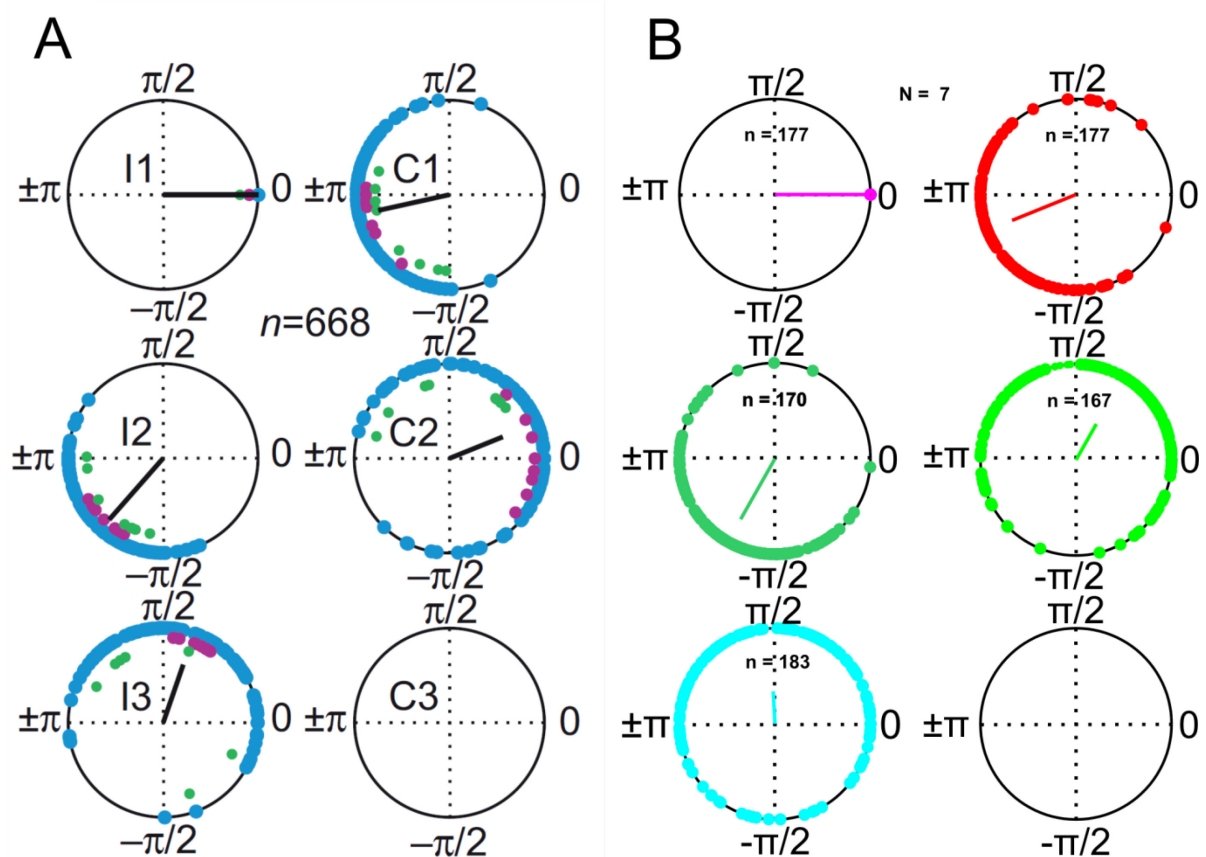 A
π/2
I1
±π
0
–π/2
π/2
C1
±π
0
–π/2
n=668
π/2
I2
±π
0
–π/2
π/2
C2
±π
0
–π/2
π/2
I3
±π
0
–π/2
π/2
C3
±π
0
–π/2
B
N = 7
π/2
n = 177
±π
0
-π/2
π/2
n = 177
±π
0
-π/2
π/2
n = 170
±π
0
-π/2
π/2
n = 167
±π
0
-π/2
π/2
n = 183
±π
0
-π/2
π/2
±π
0
-π/2